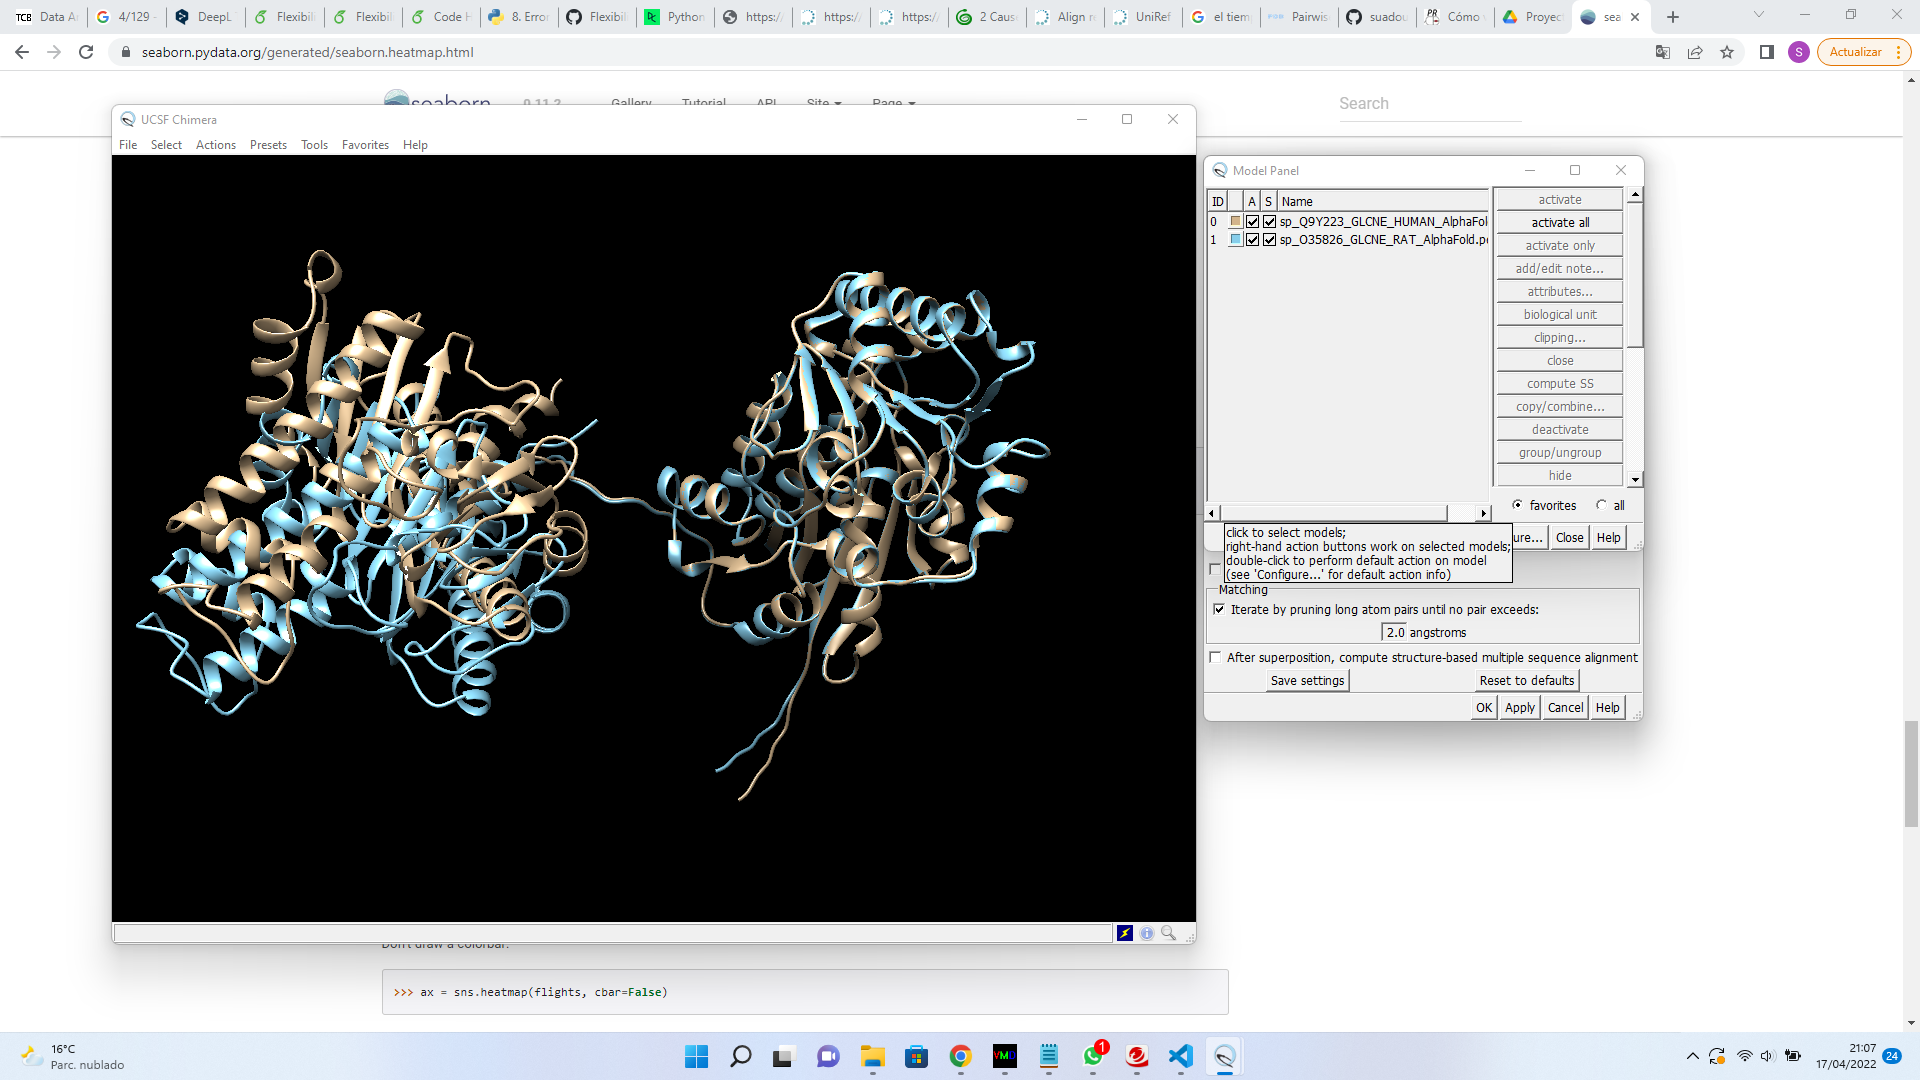 TCB Data A
4/129 -
DeepL
Flexibil
Flexibil
Code H
8. Error
Flexibil
Python
https:/
https:/
https:/
2 Caus
Align r
UniRef
el tiem
Pairwis
suadou
Cómo
Proyec
sea
seaborn.pydata.org/generated/seaborn.heatmap.html
S
Actualizar
seaborn 0.11.2 Gallery Tutorial API Site Page
Search
UCSF Chimera
File Select Actions Presets Tools Favorites Help
Model Panel
ID A S Name
0 sp_Q9Y223_GLCNE_HUMAN_AlphaFol
1 sp_O35826_GLCNE_RAT_AlphaFold.p
activate
activate all
activate only
add/edit note...
attributes...
biological unit
clipping...
close
compute SS
copy/combine...
deactivate
group/ungroup
hide
favorites all
ure... Close Help
click to select models;
right-hand action buttons work on selected models;
double-click to perform default action on model
(see 'Configure...' for default action info)
Matching
Iterate by pruning long atom pairs until no pair exceeds:
2.0 angstroms
After superposition, compute structure-based multiple sequence alignment
Save settings Reset to defaults
OK Apply Cancel Help
Don't draw a colorbar:
>>> ax = sns.heatmap(flights, cbar=False)
16°C
Parc. nublado
VMD
1
21:07
17/04/2022
24